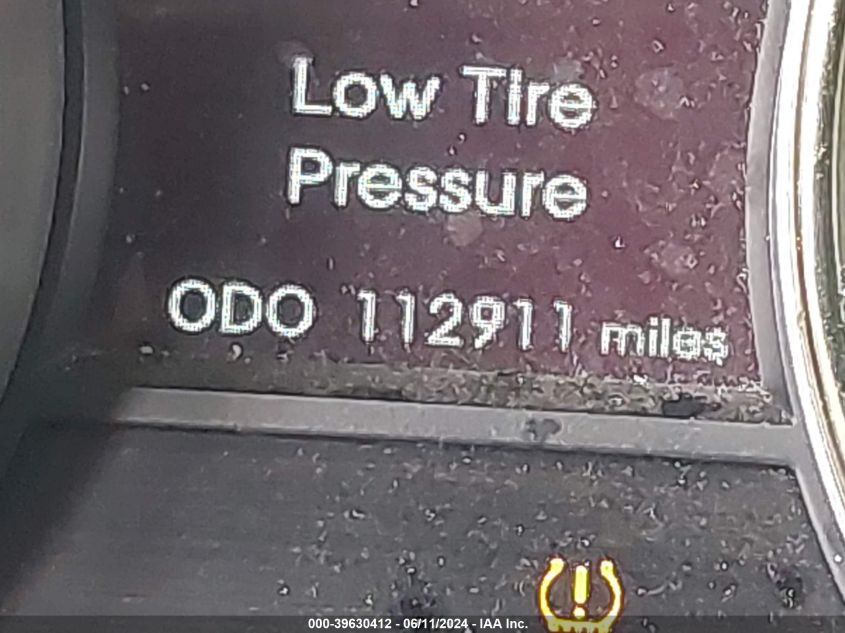 Low Tire
Pressure
ODO 112911 miles
000-39630412 - 06/11/2024 - IAA Inc.